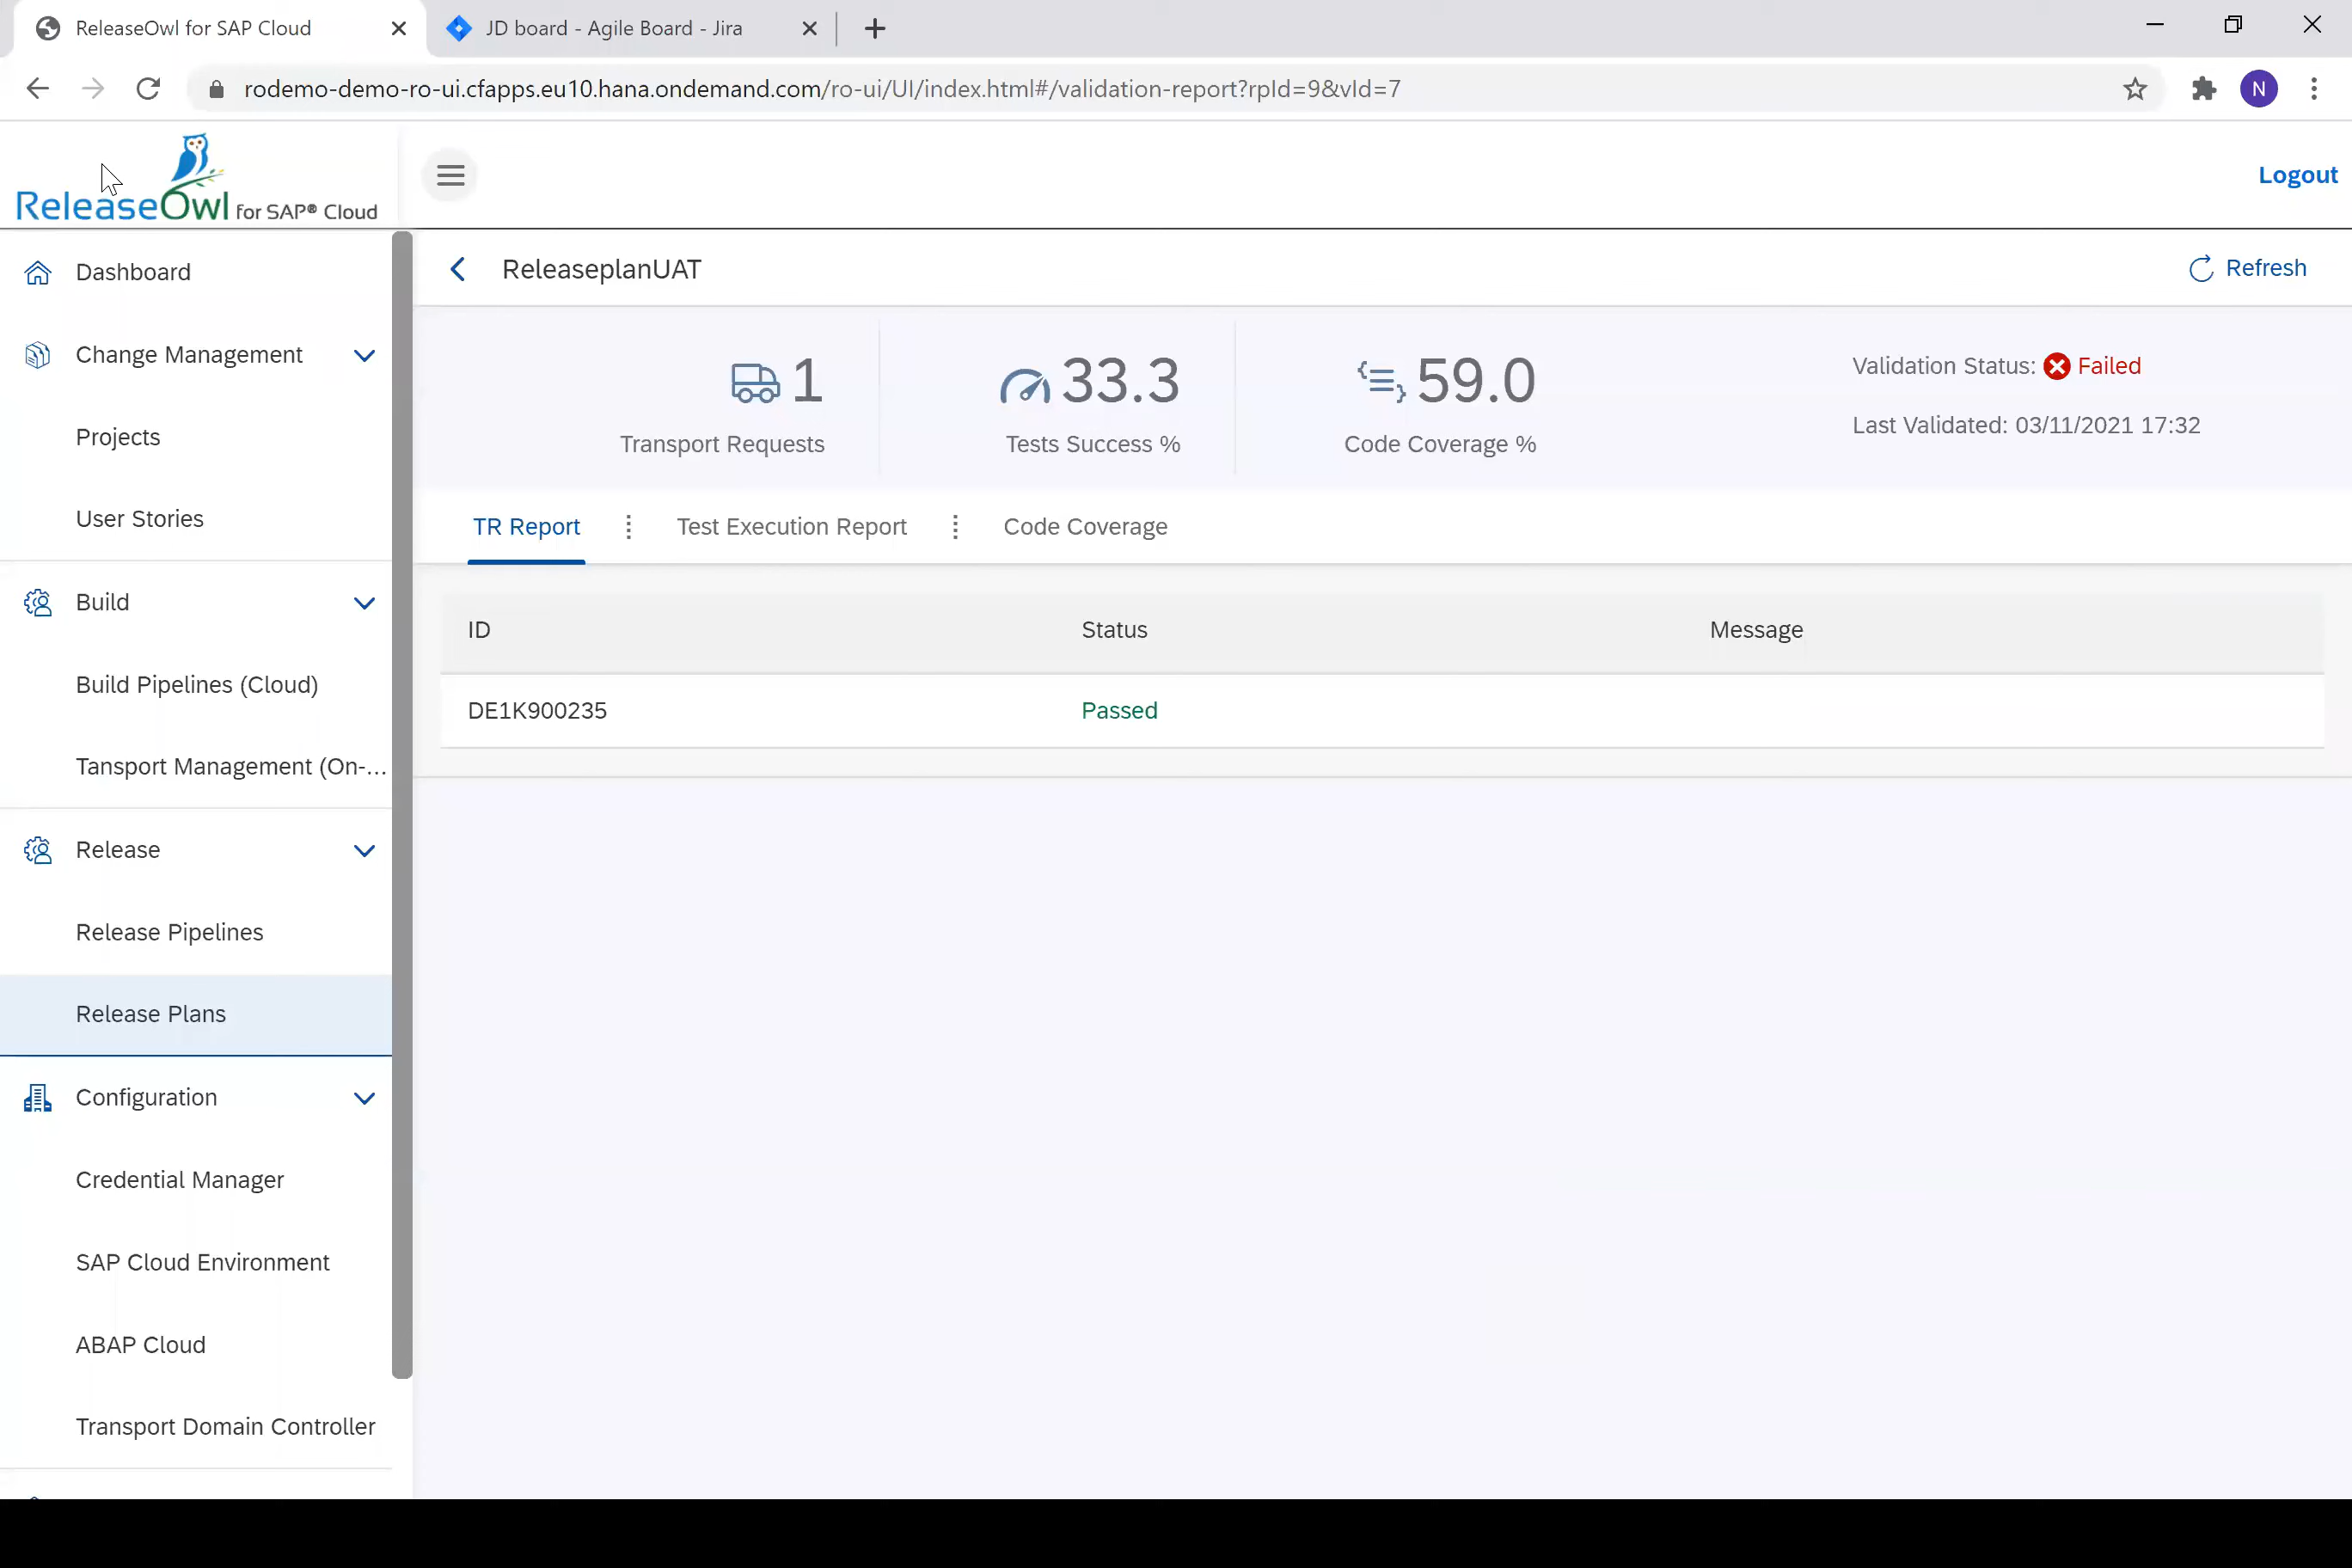 ReleaseOwl for SAP Cloud
JD board - Agile Board - Jira
rodemo-demo-ro-ui.cfapps.eu10.hana.ondemand.com/ro-ui/UI/index.html#/validation-report?rpId=9&vId=7
N
ReleaseOwl for SAP® Cloud
Logout
Dashboard
Change Management
Projects
User Stories
Build
Build Pipelines (Cloud)
Tansport Management (On-...
Release
Release Pipelines
Release Plans
Configuration
Credential Manager
SAP Cloud Environment
ABAP Cloud
Transport Domain Controller
ReleaseplanUAT
Refresh
1
Transport Requests
33.3
Tests Success %
59.0
Code Coverage %
Validation Status: Failed
Last Validated: 03/11/2021 17:32
TR Report
Test Execution Report
Code Coverage
ID Status Message
DE1K900235 Passed